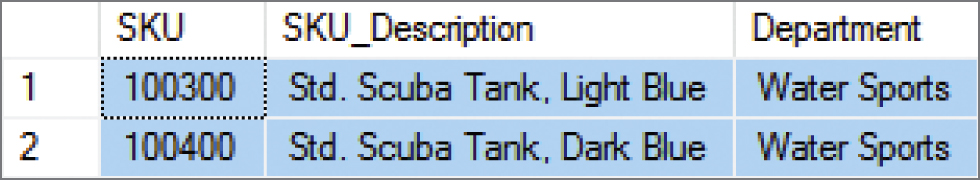 SKU SKU_Description Department
1 100300 Std. Scuba Tank, Light Blue Water Sports
2 100400 Std. Scuba Tank, Dark Blue Water Sports